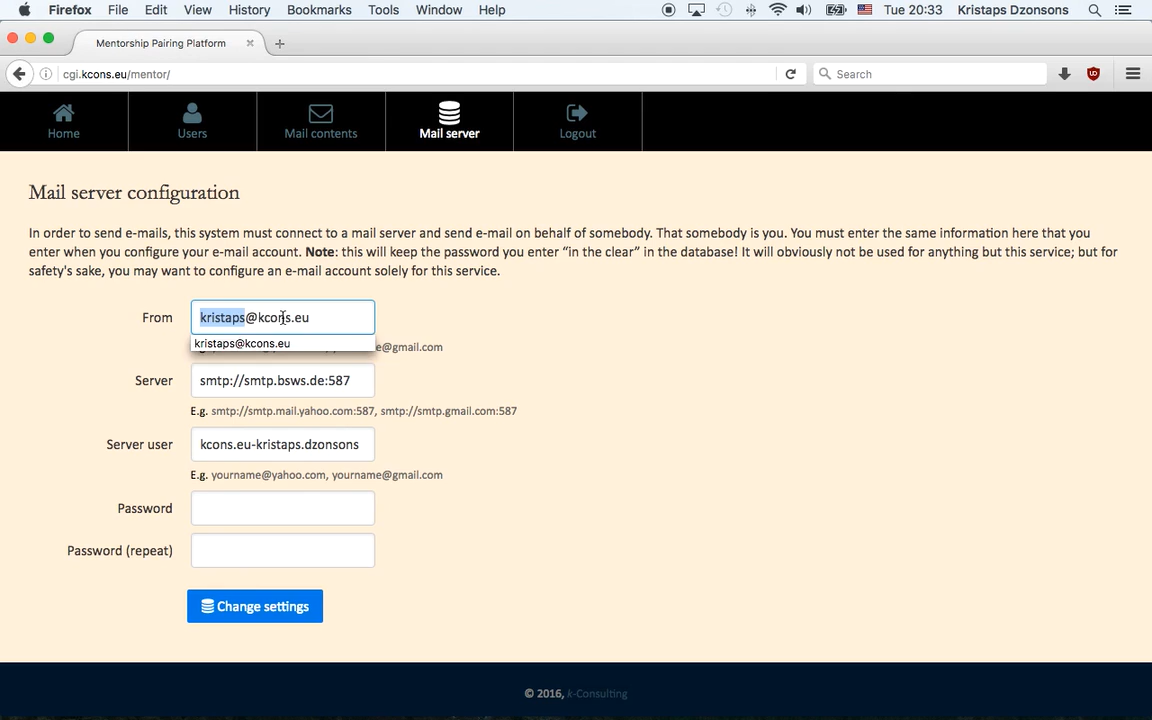 Firefox File Edit View History Bookmarks Tools Window Help Tue 20:33 Kristaps Dzonsons
Mentorship Pairing Platform
cgi.kcons.eu/mentor/ Search
Home Users Mail contents Mail server Logout
Mail server configuration
In order to send e-mails, this system must connect to a mail server and send e-mail on behalf of somebody. That somebody is you. You must enter the same information here that you
enter when you configure your e-mail account. Note: this will keep the password you enter “in the clear” in the database! It will obviously not be used for anything but this service; but for
safety's sake, you may want to configure an e-mail account solely for this service.
From kristaps@kcons.eu
kristaps@kcons.eu
e@gmail.com
Server smtp://smtp.bsws.de:587
E.g. smtp://smtp.mail.yahoo.com:587, smtp://smtp.gmail.com:587
Server user kcons.eu-kristaps.dzonsons
E.g. yourname@yahoo.com, yourname@gmail.com
Password
Password (repeat)
Change settings
© 2016, k-Consulting